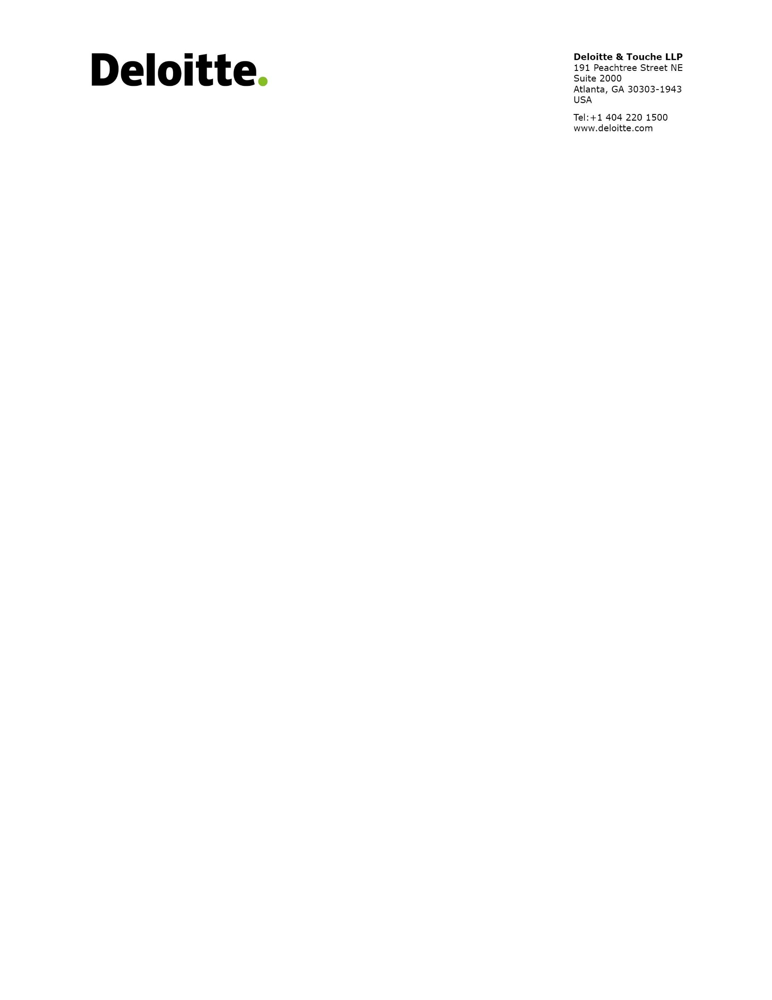 Deloitte.
Deloitte & Touche LLP
191 Peachtree Street NE
Suite 2000
Atlanta, GA 30303-1943
USA
Tel:+1 404 220 1500
www.deloitte.com